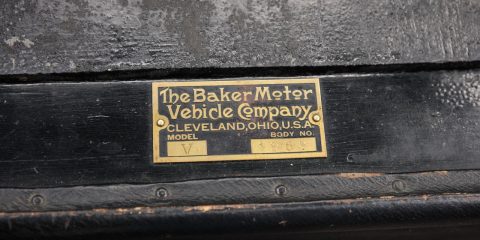 The Baker Motor
Vehicle Company
CLEVELAND, OHIO, U.S.A.
MODEL BODY NO.
V